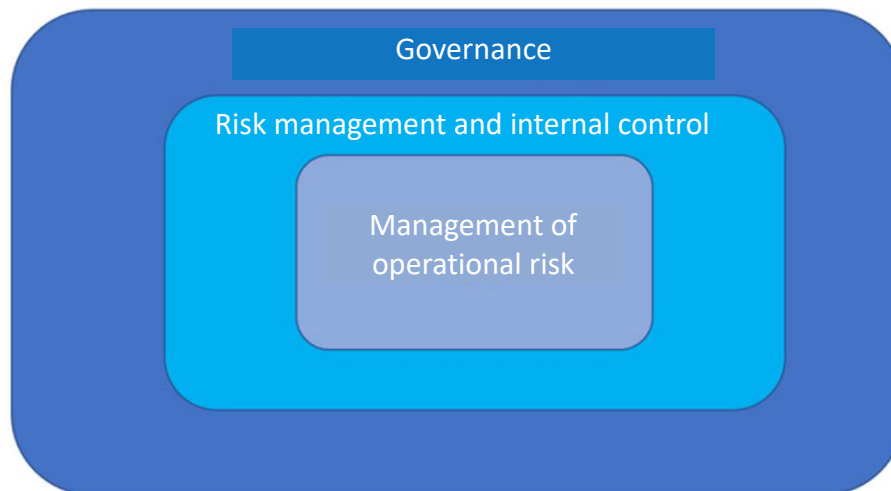 Governance
Risk management and internal control
Management of
operational risk